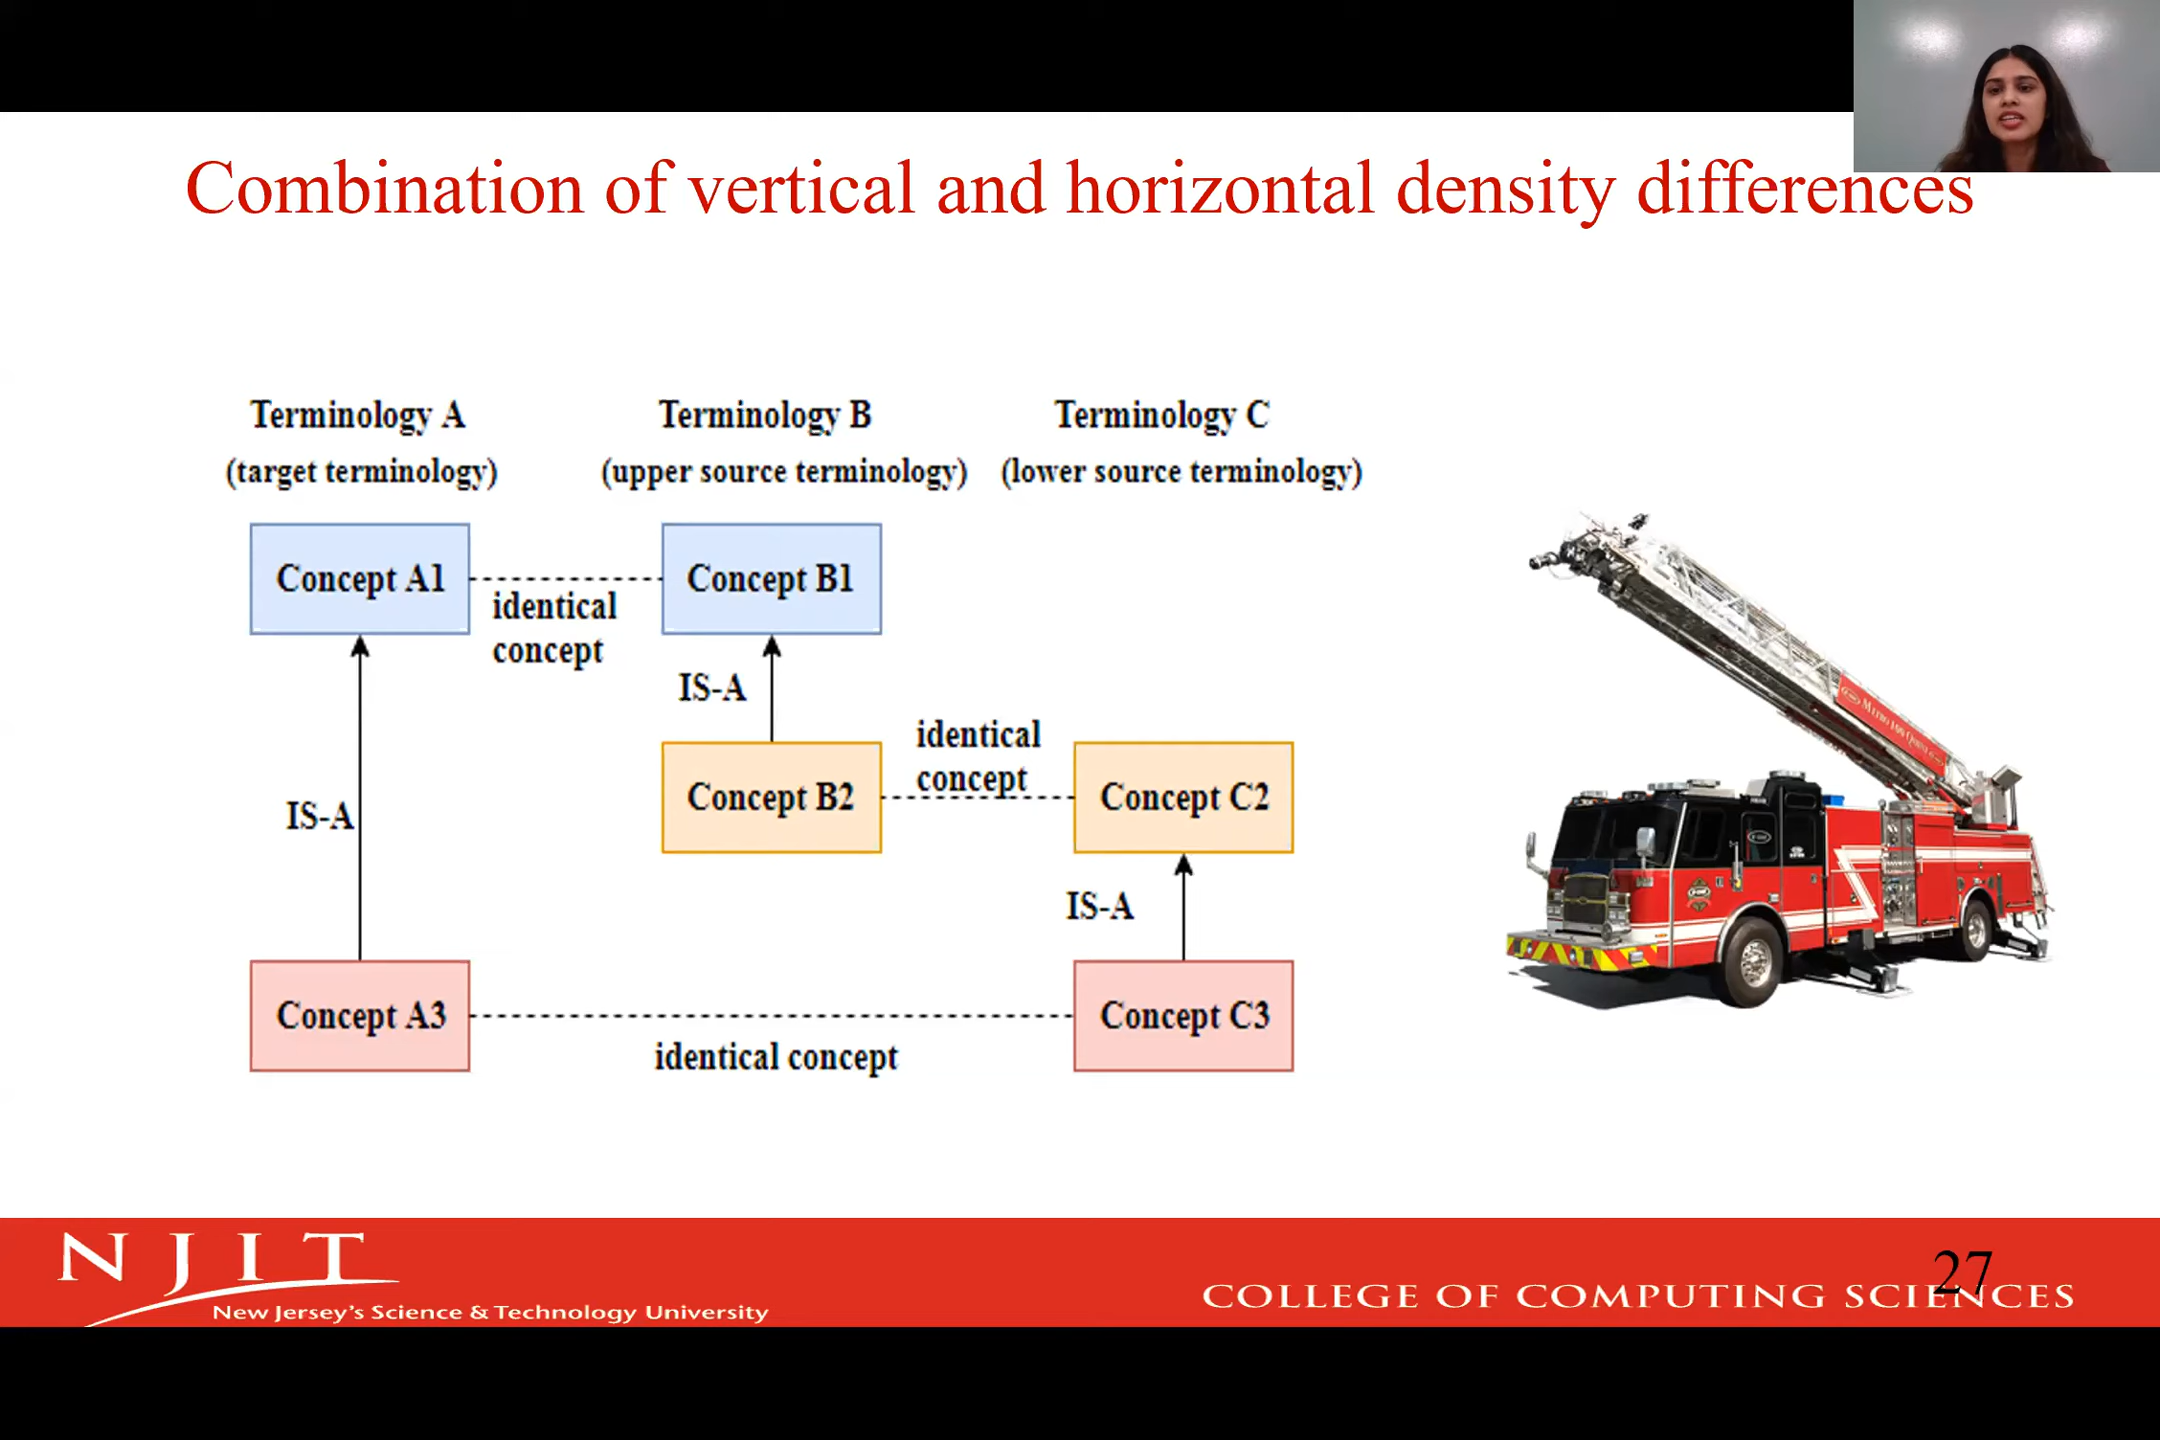 Combination of vertical and horizontal density differences
Terminology A
(target terminology)
Terminology B
(upper source terminology)
Terminology C
(lower source terminology)
Concept A1
identical
concept
Concept B1
IS-A
IS-A
Concept B2
identical
concept
Concept C2
IS-A
Concept A3
identical concept
Concept C3
NJIT
New Jersey's Science & Technology University
COLLEGE OF COMPUTING SCIENCES
27